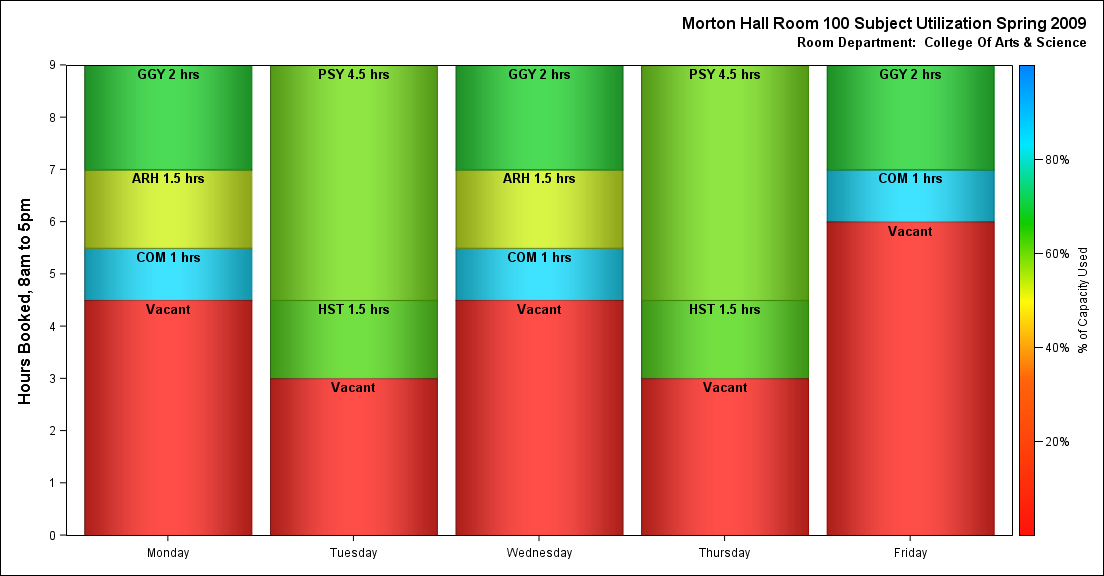 Morton Hall Room 100 Subject Utilization Spring 2009
Room Department:  College Of Arts & Science
Hours Booked, 8am to 5pm
9
8
7
6
5
4
3
2
1
0
GGY 2 hrs
ARH 1.5 hrs
COM 1 hrs
Vacant
Monday
PSY 4.5 hrs
HST 1.5 hrs
Vacant
Tuesday
GGY 2 hrs
ARH 1.5 hrs
COM 1 hrs
Vacant
Wednesday
PSY 4.5 hrs
HST 1.5 hrs
Vacant
Thursday
GGY 2 hrs
COM 1 hrs
Vacant
Friday
80%
60%
40%
20%
% of Capacity Used